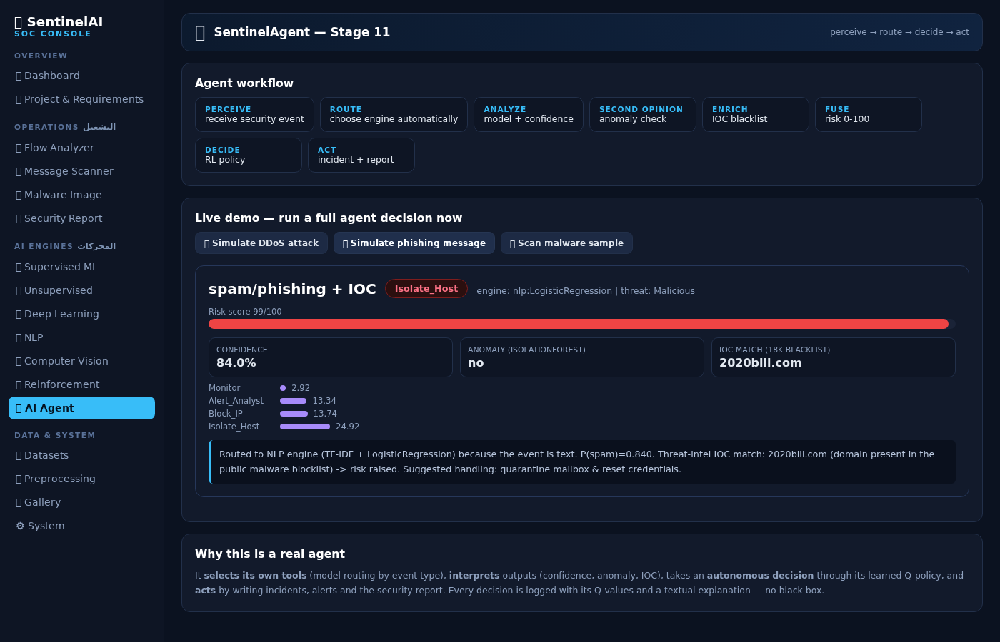 SentinelAI
SOC CONSOLE
OVERVIEW
Dashboard
Project & Requirements
OPERATIONS التشغيل
Flow Analyzer
Message Scanner
Malware Image
Security Report
AI ENGINES المحركات
Supervised ML
Unsupervised
Deep Learning
NLP
Computer Vision
Reinforcement
AI Agent
DATA & SYSTEM
Datasets
Preprocessing
Gallery
⚙ System
SentinelAgent — Stage 11
perceive → route → decide → act
Agent workflow
PERCEIVE
receive security event
ROUTE
choose engine automatically
ANALYZE
model + confidence
SECOND OPINION
anomaly check
ENRICH
IOC blacklist
FUSE
risk 0-100
DECIDE
RL policy
ACT
incident + report
Live demo — run a full agent decision now
Simulate DDoS attack
Simulate phishing message
Scan malware sample
spam/phishing + IOC
Isolate_Host
engine: nlp:LogisticRegression | threat: Malicious
Risk score 99/100
CONFIDENCE
84.0%
ANOMALY (ISOLATIONFOREST)
no
IOC MATCH (18K BLACKLIST)
2020bill.com
Monitor 2.92
Alert_Analyst 13.34
Block_IP 13.74
Isolate_Host 24.92
Routed to NLP engine (TF-IDF + LogisticRegression) because the event is text. P(spam)=0.840. Threat-intel IOC match: 2020bill.com (domain present in the
public malware blocklist) -> risk raised. Suggested handling: quarantine mailbox & reset credentials.
Why this is a real agent
It selects its own tools (model routing by event type), interprets outputs (confidence, anomaly, IOC), takes an autonomous decision through its learned Q-policy, and
acts by writing incidents, alerts and the security report. Every decision is logged with its Q-values and a textual explanation — no black box.